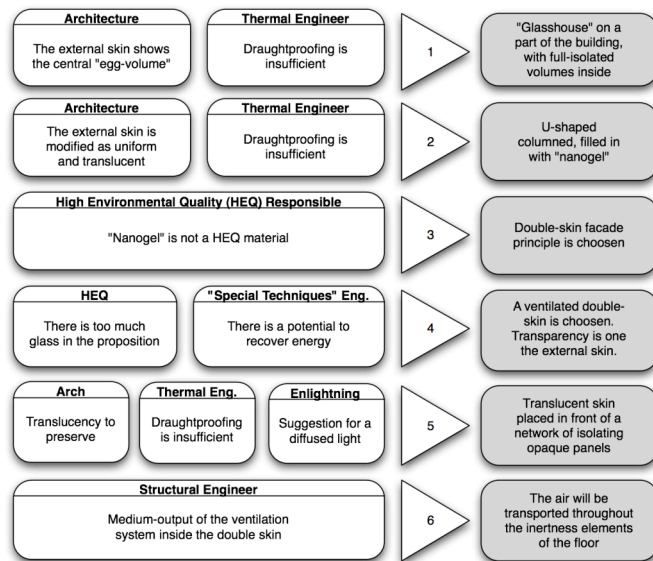 Architecture
The external skin shows
the central "egg-volume"
Thermal Engineer
Draughtproofing is
insufficient
1
"Glasshouse" on a
part of the building,
with full-isolated
volumes inside
Architecture
The external skin is
modified as uniform
and translucent
Thermal Engineer
Draughtproofing is
insufficient
2
U-shaped
columned, filled in
with "nanogel"
High Environmental Quality (HEQ) Responsible
"Nanogel" is not a HEQ material
3
Double-skin facade
principle is choosen
HEQ
There is too much
glass in the proposition
"Special Techniques" Eng.
There is a potential to
recover energy
4
A ventilated double-
skin is choosen.
Transparency is one
the external skin.
Arch
Translucency to
preserve
Thermal Eng.
Draughtproofing
is insufficient
Enlightning
Suggestion for a
diffused light
5
Translucent skin
placed in front of a
network of isolating
opaque panels
Structural Engineer
Medium-output of the ventilation
system inside the double skin
6
The air will be
transported throughout
the inertness elements
of the floor